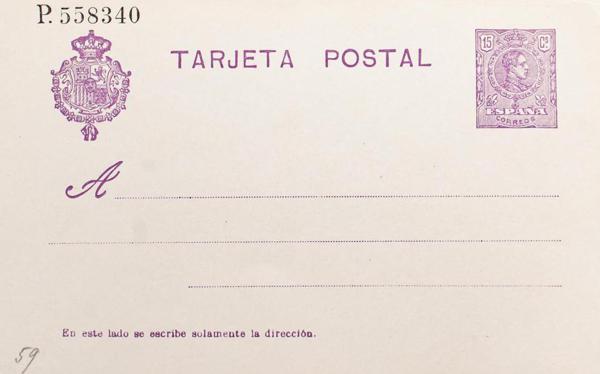 P. 558340
TARJETA POSTAL
15 Cs
ESPAÑA
CORREOS
A
En este lado se escribe solamente la dirección.
59